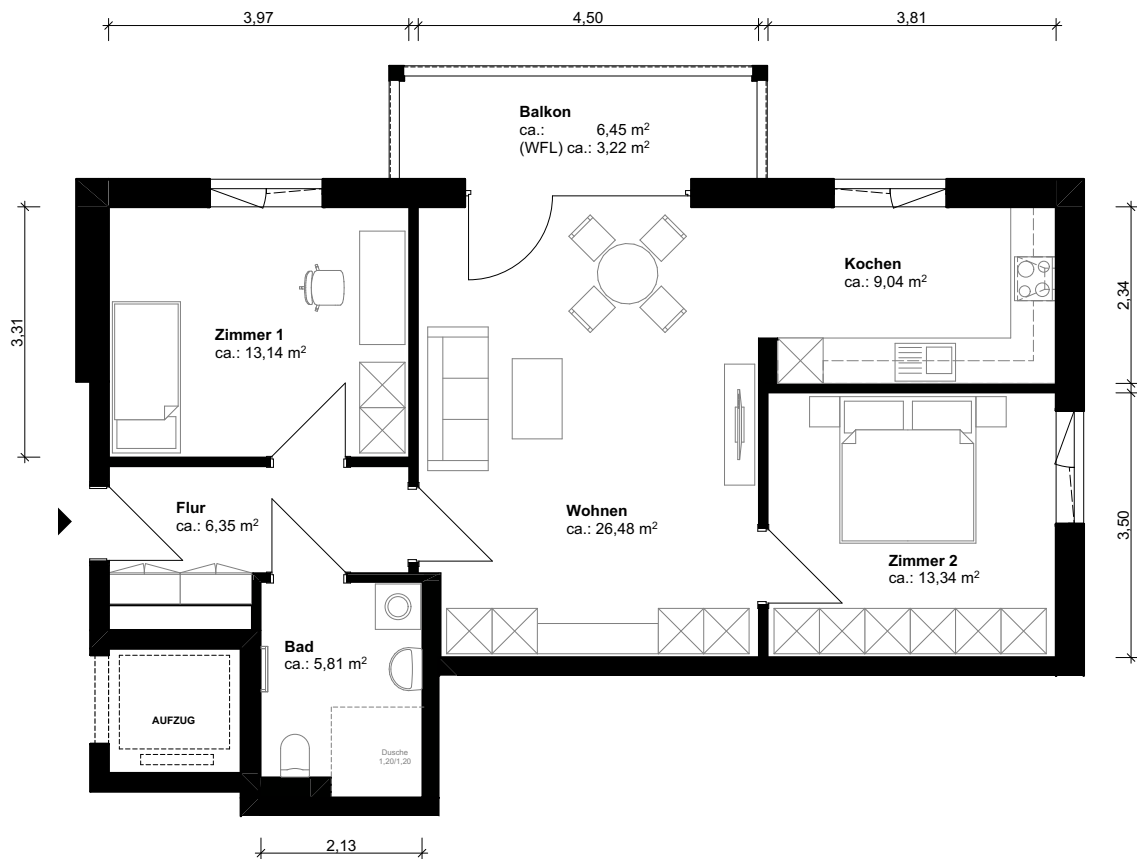 3,97
4,50
3,81
Balkon
ca.: 6,45 m²
(WFL) ca.: 3,22 m²
Kochen
ca.: 9,04 m²
2,34
3,31
Zimmer 1
ca.: 13,14 m²
Flur
ca.: 6,35 m²
Wohnen
ca.: 26,48 m²
3,50
Zimmer 2
ca.: 13,34 m²
Bad
ca.: 5,81 m²
AUFZUG
Dusche
1,20/1,20
2,13